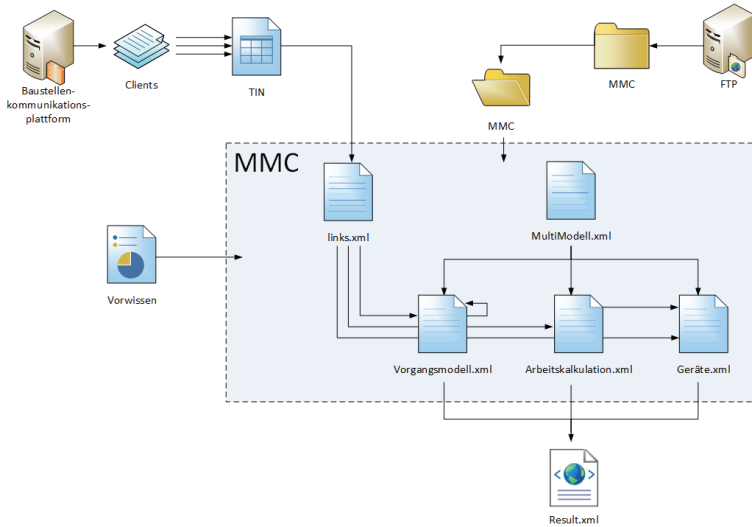 Baustellen-
kommunikations-
plattform
Clients
TIN
MMC
MMC
FTP
MMC
links.xml
MultiModell.xml
Vorwissen
Vorgangsmodell.xml
Arbeitskalkulation.xml
Geräte.xml
Result.xml